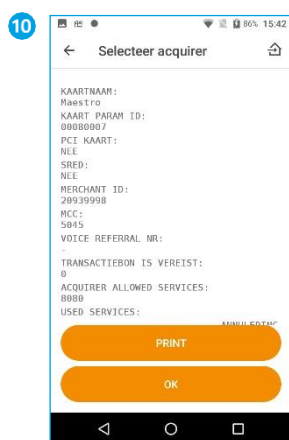 10
86% 15:42
Selecteer acquirer
KAARTNAAM:
Maestro
KAART PARAM ID:
00080007
PCI KAART:
NEE
SRED:
NEE
MERCHANT ID:
20939998
MCC:
5045
VOICE REFERRAL NR:
-
TRANSACTIEBON IS VEREIST:
0
ACQUIRER ALLOWED SERVICES:
8080
USED SERVICES:
ANNULERING
PRINT
OK